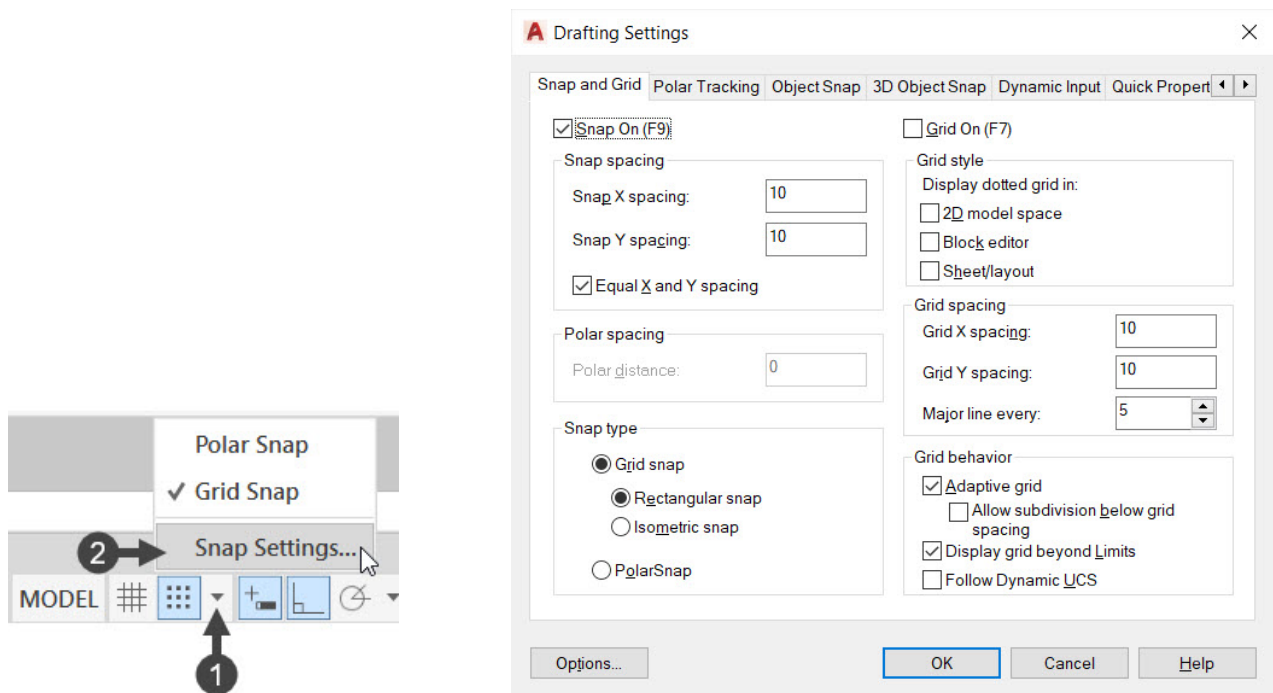 Polar Snap
Grid Snap
2
Snap Settings...
MODEL
1
A Drafting Settings
Snap and Grid Polar Tracking Object Snap 3D Object Snap Dynamic Input Quick Propert
Snap On (F9)
Snap spacing
Snap X spacing: 10
Snap Y spacing: 10
Equal X and Y spacing
Polar spacing
Polar distance: 0
Snap type
Grid snap
Rectangular snap
Isometric snap
PolarSnap
Grid On (F7)
Grid style
Display dotted grid in:
2D model space
Block editor
Sheet/layout
Grid spacing
Grid X spacing: 10
Grid Y spacing: 10
Major line every: 5
Grid behavior
Adaptive grid
Allow subdivision below grid
spacing
Display grid beyond Limits
Follow Dynamic UCS
Options... OK Cancel Help